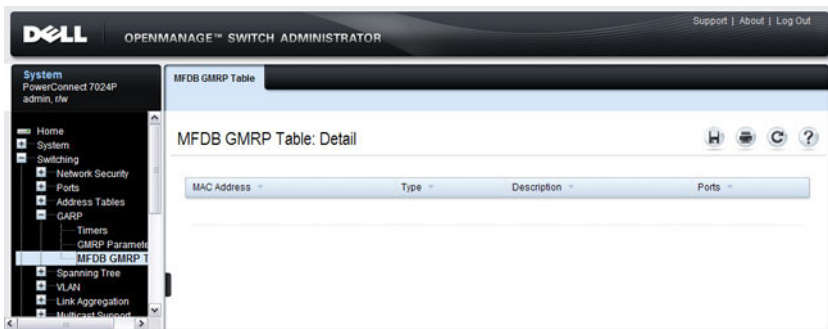 Support | About | Log Out
DELL OPENMANAGE™ SWITCH ADMINISTRATOR
System
PowerConnect 7024P
admin, r/w
MFDB GMRP Table
Home
System
Switching
Network Security
Ports
Address Tables
GARP
Timers
GMRP Paramete
MFDB GMRP T
Spanning Tree
VLAN
Link Aggregation
Multicast Support
MFDB GMRP Table: Detail
MAC Address Type Description Ports